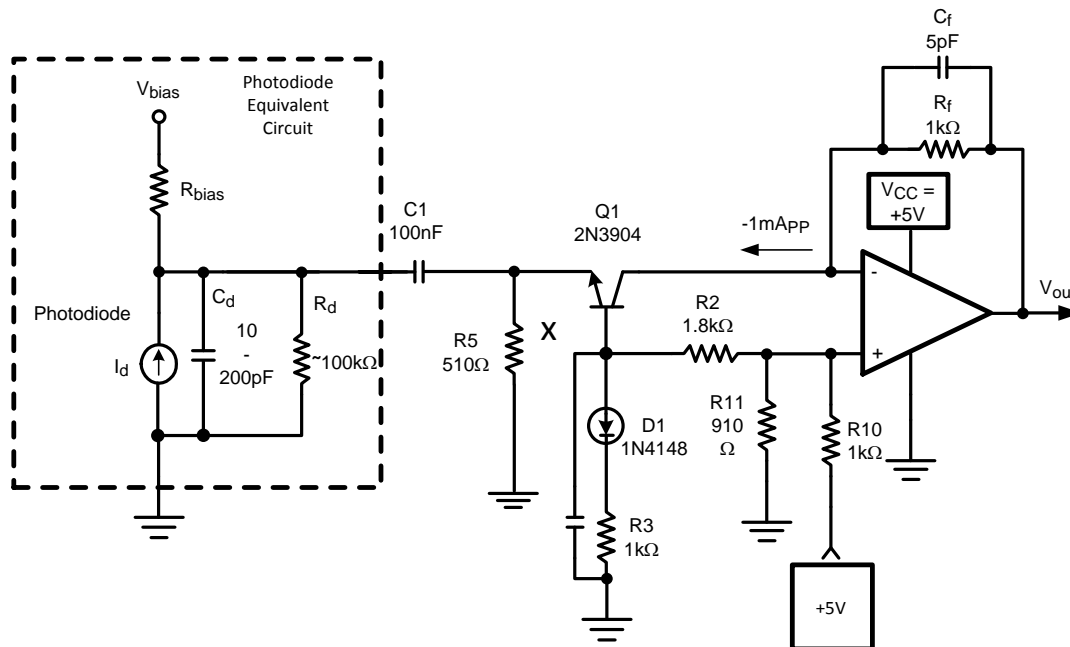 Photodiode
Equivalent
Circuit
Vbias
Rbias
Photodiode
Id
Cd
10
-
200pF
Rd
~100kΩ
C1
100nF
R5
510Ω
X
Q1
2N3904
-1mAPP
R2
1.8kΩ
D1
1N4148
R3
1kΩ
R11
910
Ω
R10
1kΩ
+5V
Cf
5pF
Rf
1kΩ
VCC =
+5V
-
+
Vou